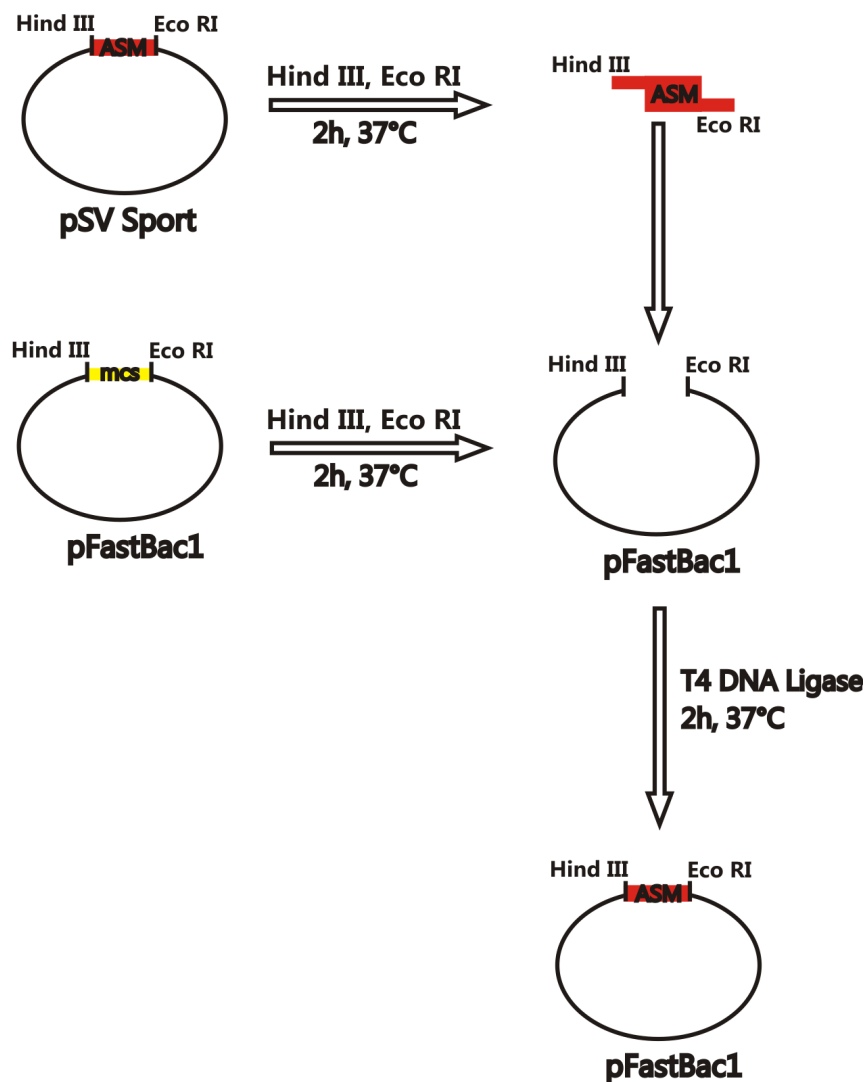 Hind III
Eco RI
ASM
pSV Sport
Hind III, Eco RI
2h, 37°C
Hind III
ASM
Eco RI
Hind III
Eco RI
mcs
pFastBac1
Hind III, Eco RI
2h, 37°C
Hind III
Eco RI
pFastBac1
T4 DNA Ligase
2h, 37°C
Hind III
Eco RI
ASM
pFastBac1